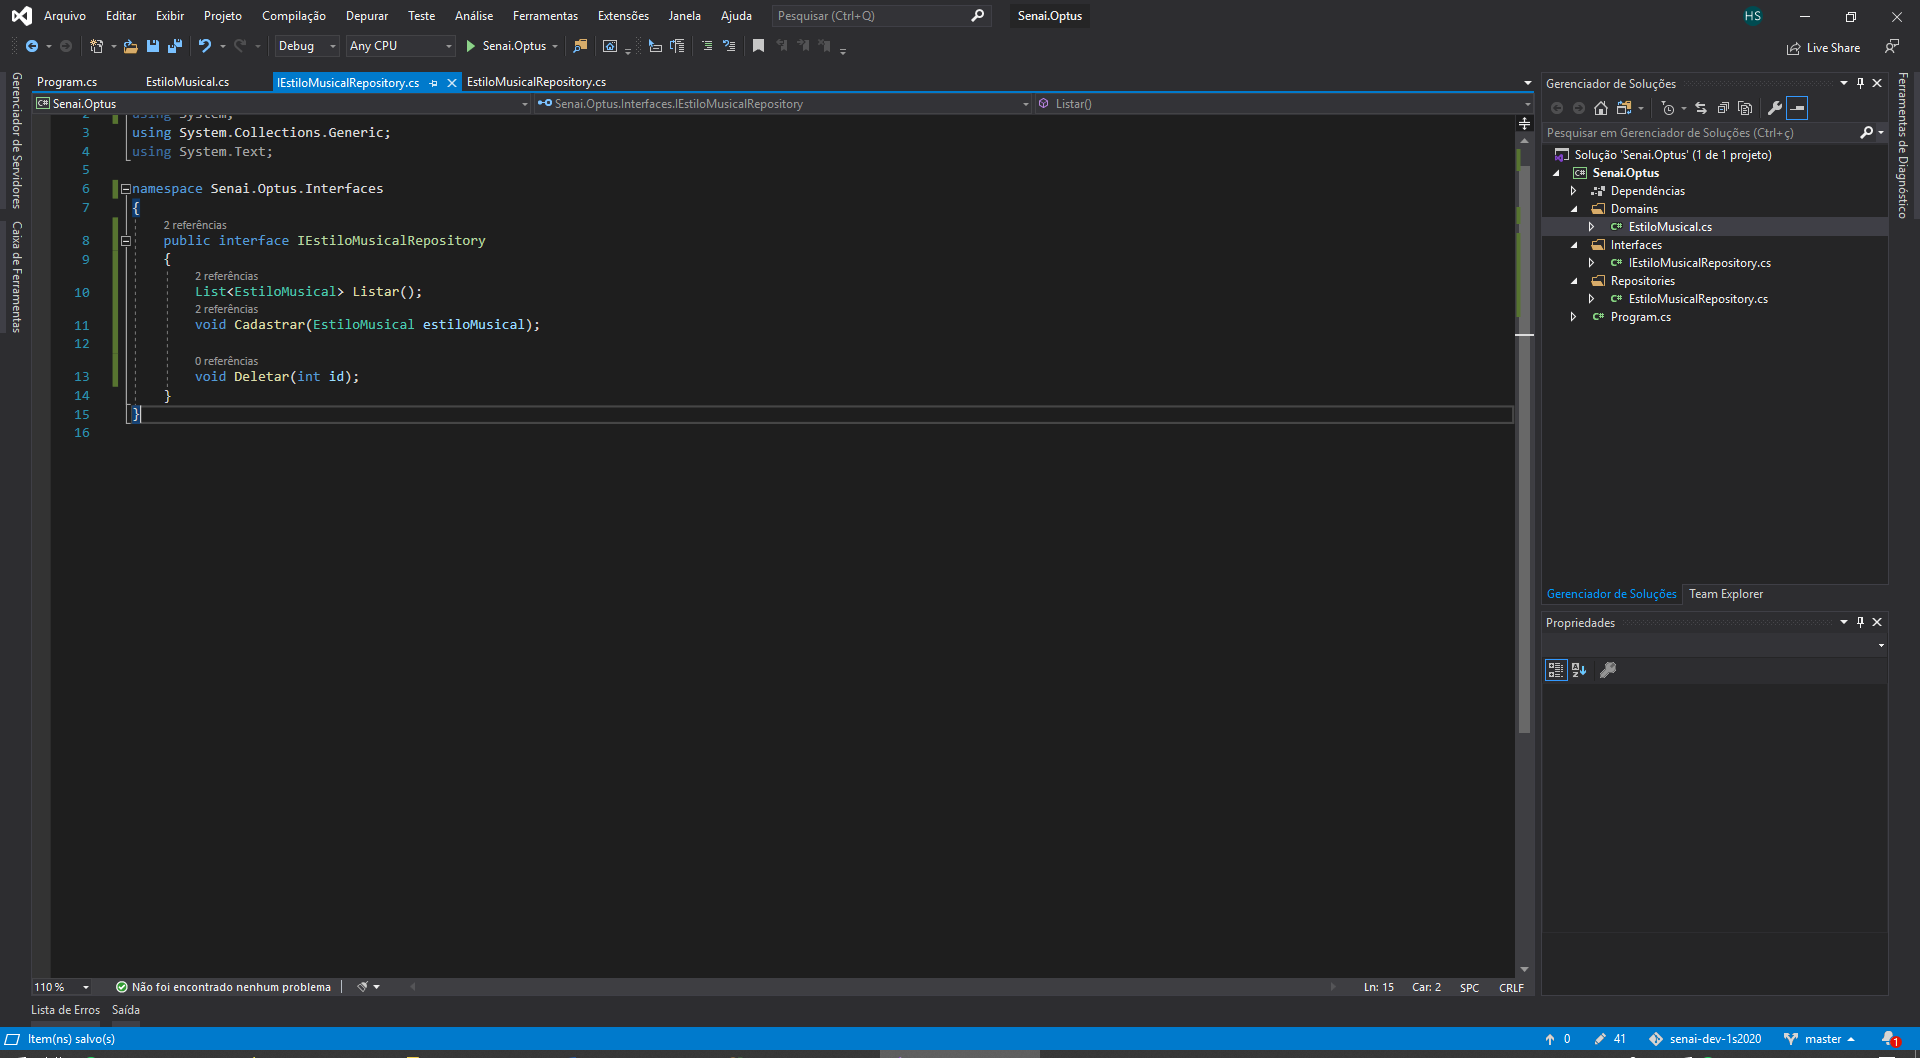 Arquivo Editar Exibir Projeto Compilação Depurar Teste Análise Ferramentas Extensões Janela Ajuda Pesquisar (Ctrl+Q) Senai.Optus HS
Debug Any CPU Senai.Optus Live Share
Gerenciador de Servidores
Caixa de Ferramentas
Program.cs EstiloMusical.cs IEstiloMusicalRepository.cs EstiloMusicalRepository.cs
C# Senai.Optus Senai.Optus.Interfaces.IEstiloMusicalRepository Listar()
2 using System;
3 using System.Collections.Generic;
4 using System.Text;
5
6 namespace Senai.Optus.Interfaces
7 {
2 referências
8 public interface IEstiloMusicalRepository
9 {
2 referências
10 List<EstiloMusical> Listar();
2 referências
11 void Cadastrar(EstiloMusical estiloMusical);
12
0 referências
13 void Deletar(int id);
14 }
15 }
16
110 % Não foi encontrado nenhum problema Ln: 15 Car: 2 SPC CRLF
Lista de Erros Saída
Gerenciador de Soluções
Pesquisar em Gerenciador de Soluções (Ctrl+ç)
Solução 'Senai.Optus' (1 de 1 projeto)
C# Senai.Optus
Dependências
Domains
C# EstiloMusical.cs
Interfaces
C# IEstiloMusicalRepository.cs
Repositories
C# EstiloMusicalRepository.cs
C# Program.cs
Gerenciador de Soluções Team Explorer
Propriedades
Ferramentas de Diagnóstico
Item(ns) salvo(s) 0 41 senai-dev-1s2020 master 1